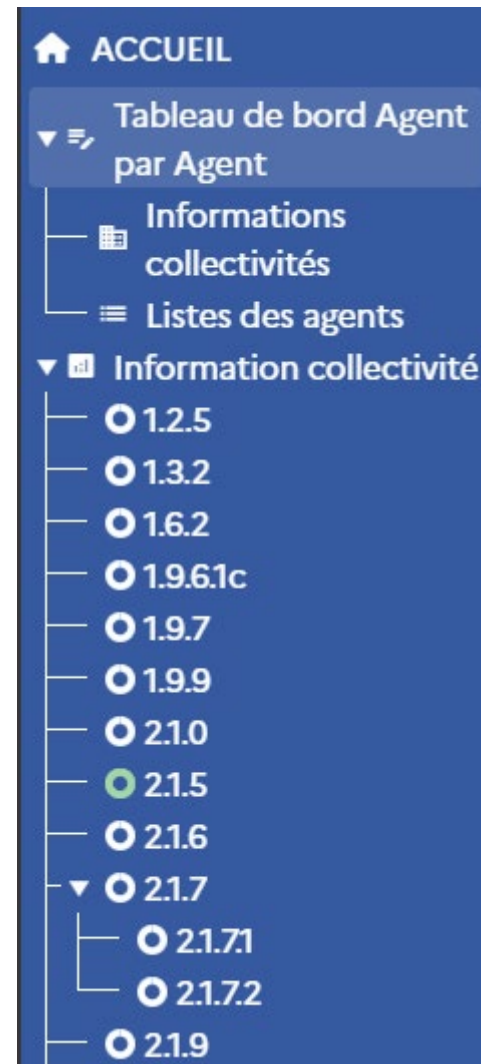 ACCUEIL
Tableau de bord Agent
par Agent
Informations
collectivités
Listes des agents
Information collectivité
1.2.5
1.3.2
1.6.2
1.9.6.1c
1.9.7
1.9.9
2.1.0
2.1.5
2.1.6
2.1.7
2.1.7.1
2.1.7.2
2.1.9